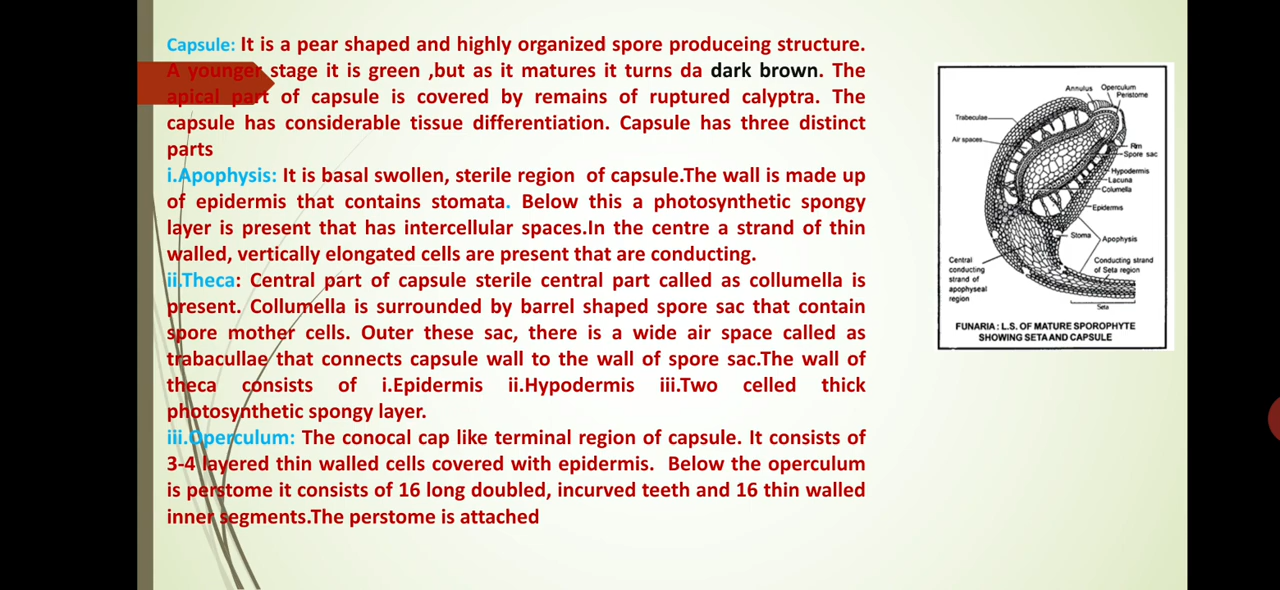 Capsule: It is a pear shaped and highly organized spore produceing structure.
A younger stage it is green ,but as it matures it turns da dark brown. The
apical part of capsule is covered by remains of ruptured calyptra. The
capsule has considerable tissue differentiation. Capsule has three distinct
parts
i.Apophysis: It is basal swollen, sterile region of capsule.The wall is made up
of epidermis that contains stomata. Below this a photosynthetic spongy
layer is present that has intercellular spaces.In the centre a strand of thin
walled, vertically elongated cells are present that are conducting.
ii.Theca: Central part of capsule sterile central part called as collumella is
present. Collumella is surrounded by barrel shaped spore sac that contain
spore mother cells. Outer these sac, there is a wide air space called as
trabacullae that connects capsule wall to the wall of spore sac.The wall of
theca consists of i.Epidermis ii.Hypodermis iii.Two celled thick
photosynthetic spongy layer.
iii.Operculum: The conocal cap like terminal region of capsule. It consists of
3-4 layered thin walled cells covered with epidermis. Below the operculum
is perstome it consists of 16 long doubled, incurved teeth and 16 thin walled
inner segments.The perstome is attached
Annulus
Operculum
Peristome
Trabeculae
Air spaces
Rim
Spore sac
Hypodermis
Lacuna
Columella
Epidermis
Stoma
Apophysis
Central
conducting
strand of
apophyseal
region
Conducting strand
of Seta region
Seta
FUNARIA : L.S. OF MATURE SPOROPHYTE
SHOWING SETA AND CAPSULE